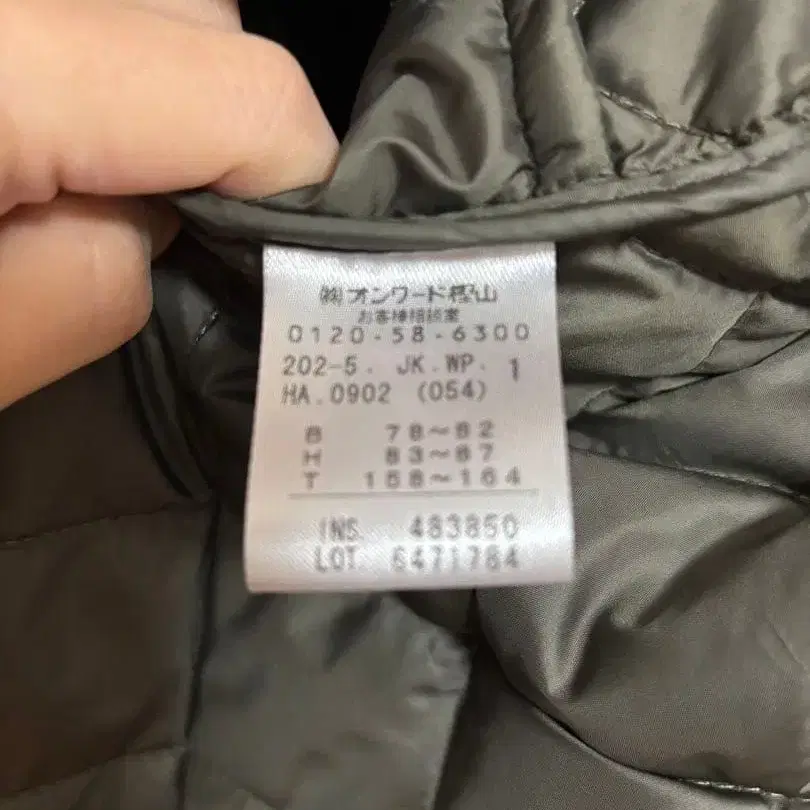 ㈱オンワード樫山
お客様相談室
0120-58-6300
202-5. JK.WP. 1
HA.0902 (054)
B 78~82
H 83~87
T 158~164
INS 483850
LOT 6471784